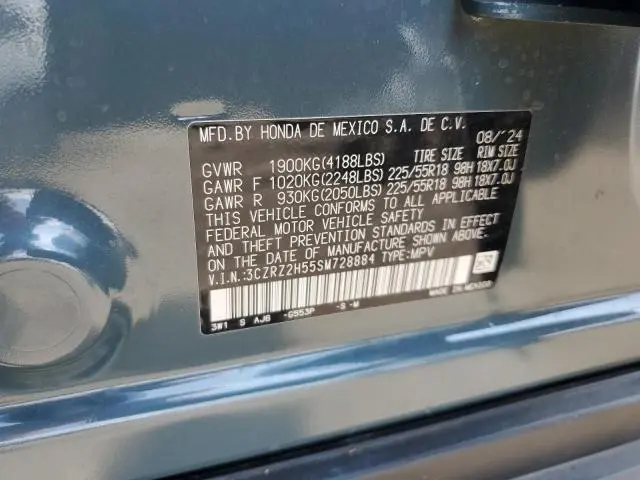 MFD. BY HONDA DE MEXICO S.A. DE C.V. 08/'24
GVWR 1900KG(4188LBS) TIRE SIZE RIM SIZE
GAWR F 1020KG(2248LBS) 225/55R18 98H 18X7.0J
GAWR R 930KG(2050LBS) 225/55R18 98H 18X7.0J
THIS VEHICLE CONFORMS TO ALL APPLICABLE
FEDERAL MOTOR VEHICLE SAFETY
AND THEFT PREVENTION STANDARDS IN EFFECT
ON THE DATE OF MANUFACTURE SHOWN ABOVE.
V.I.N.:3CZRZ2H55SM728884 TYPE:MPV
MADE IN MEXICO
3W1 S AJB -G553P -S -M